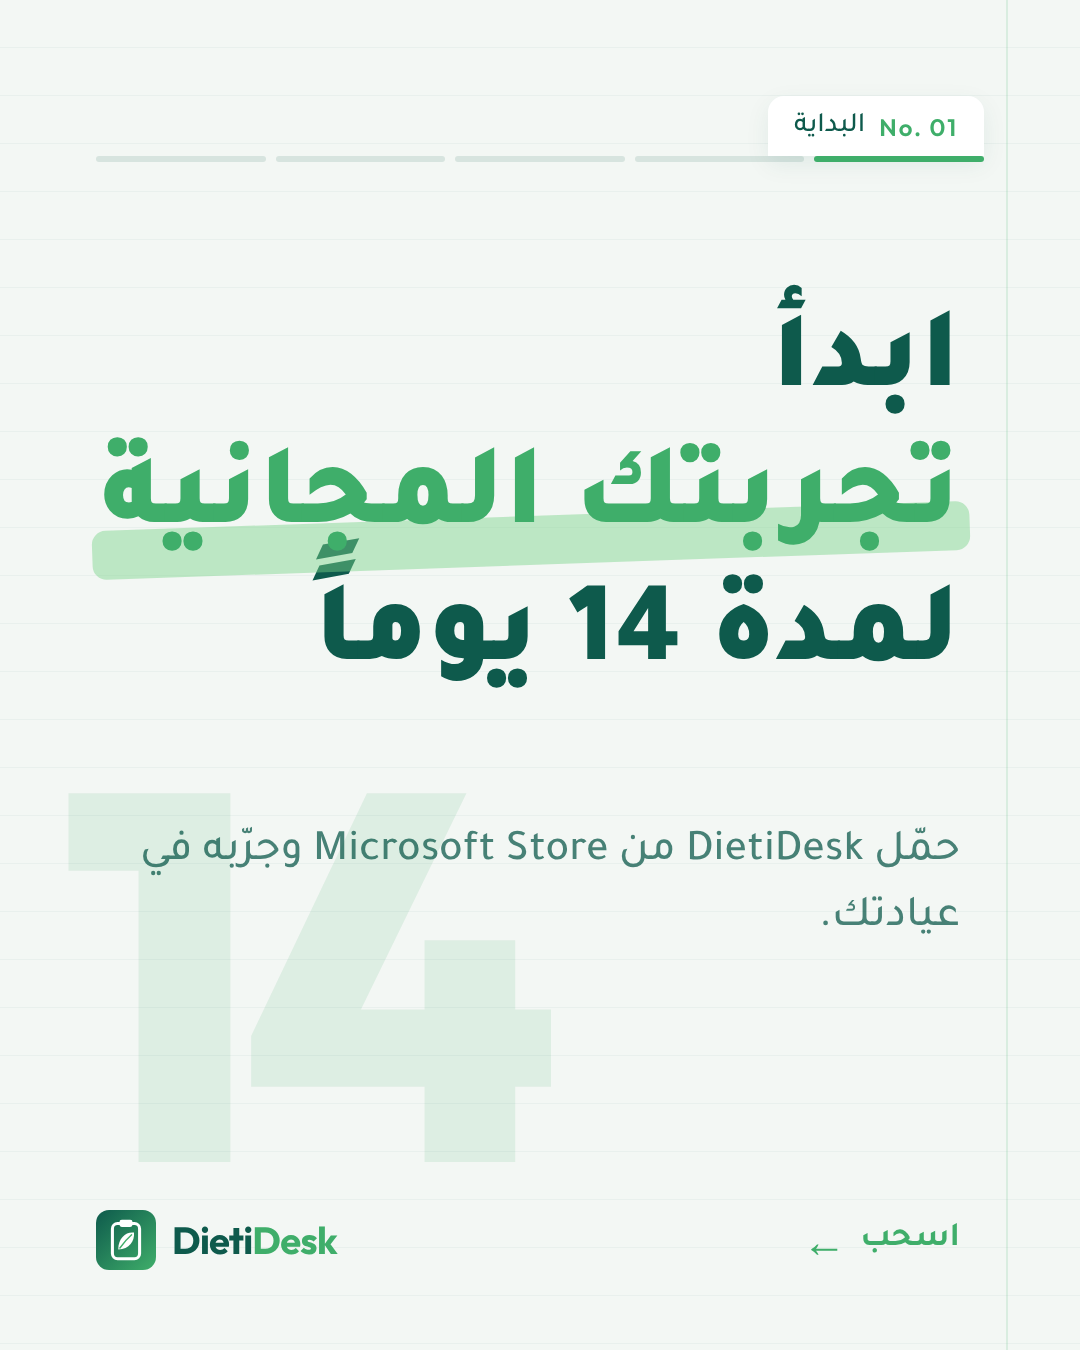 No. 01 البداية
ابدأ
تجربتك المجانية
لمدة 14 يوماً
14
حمّل DietiDesk من Microsoft Store وجرّبه في
عيادتك.
اسحب ←
DietiDesk